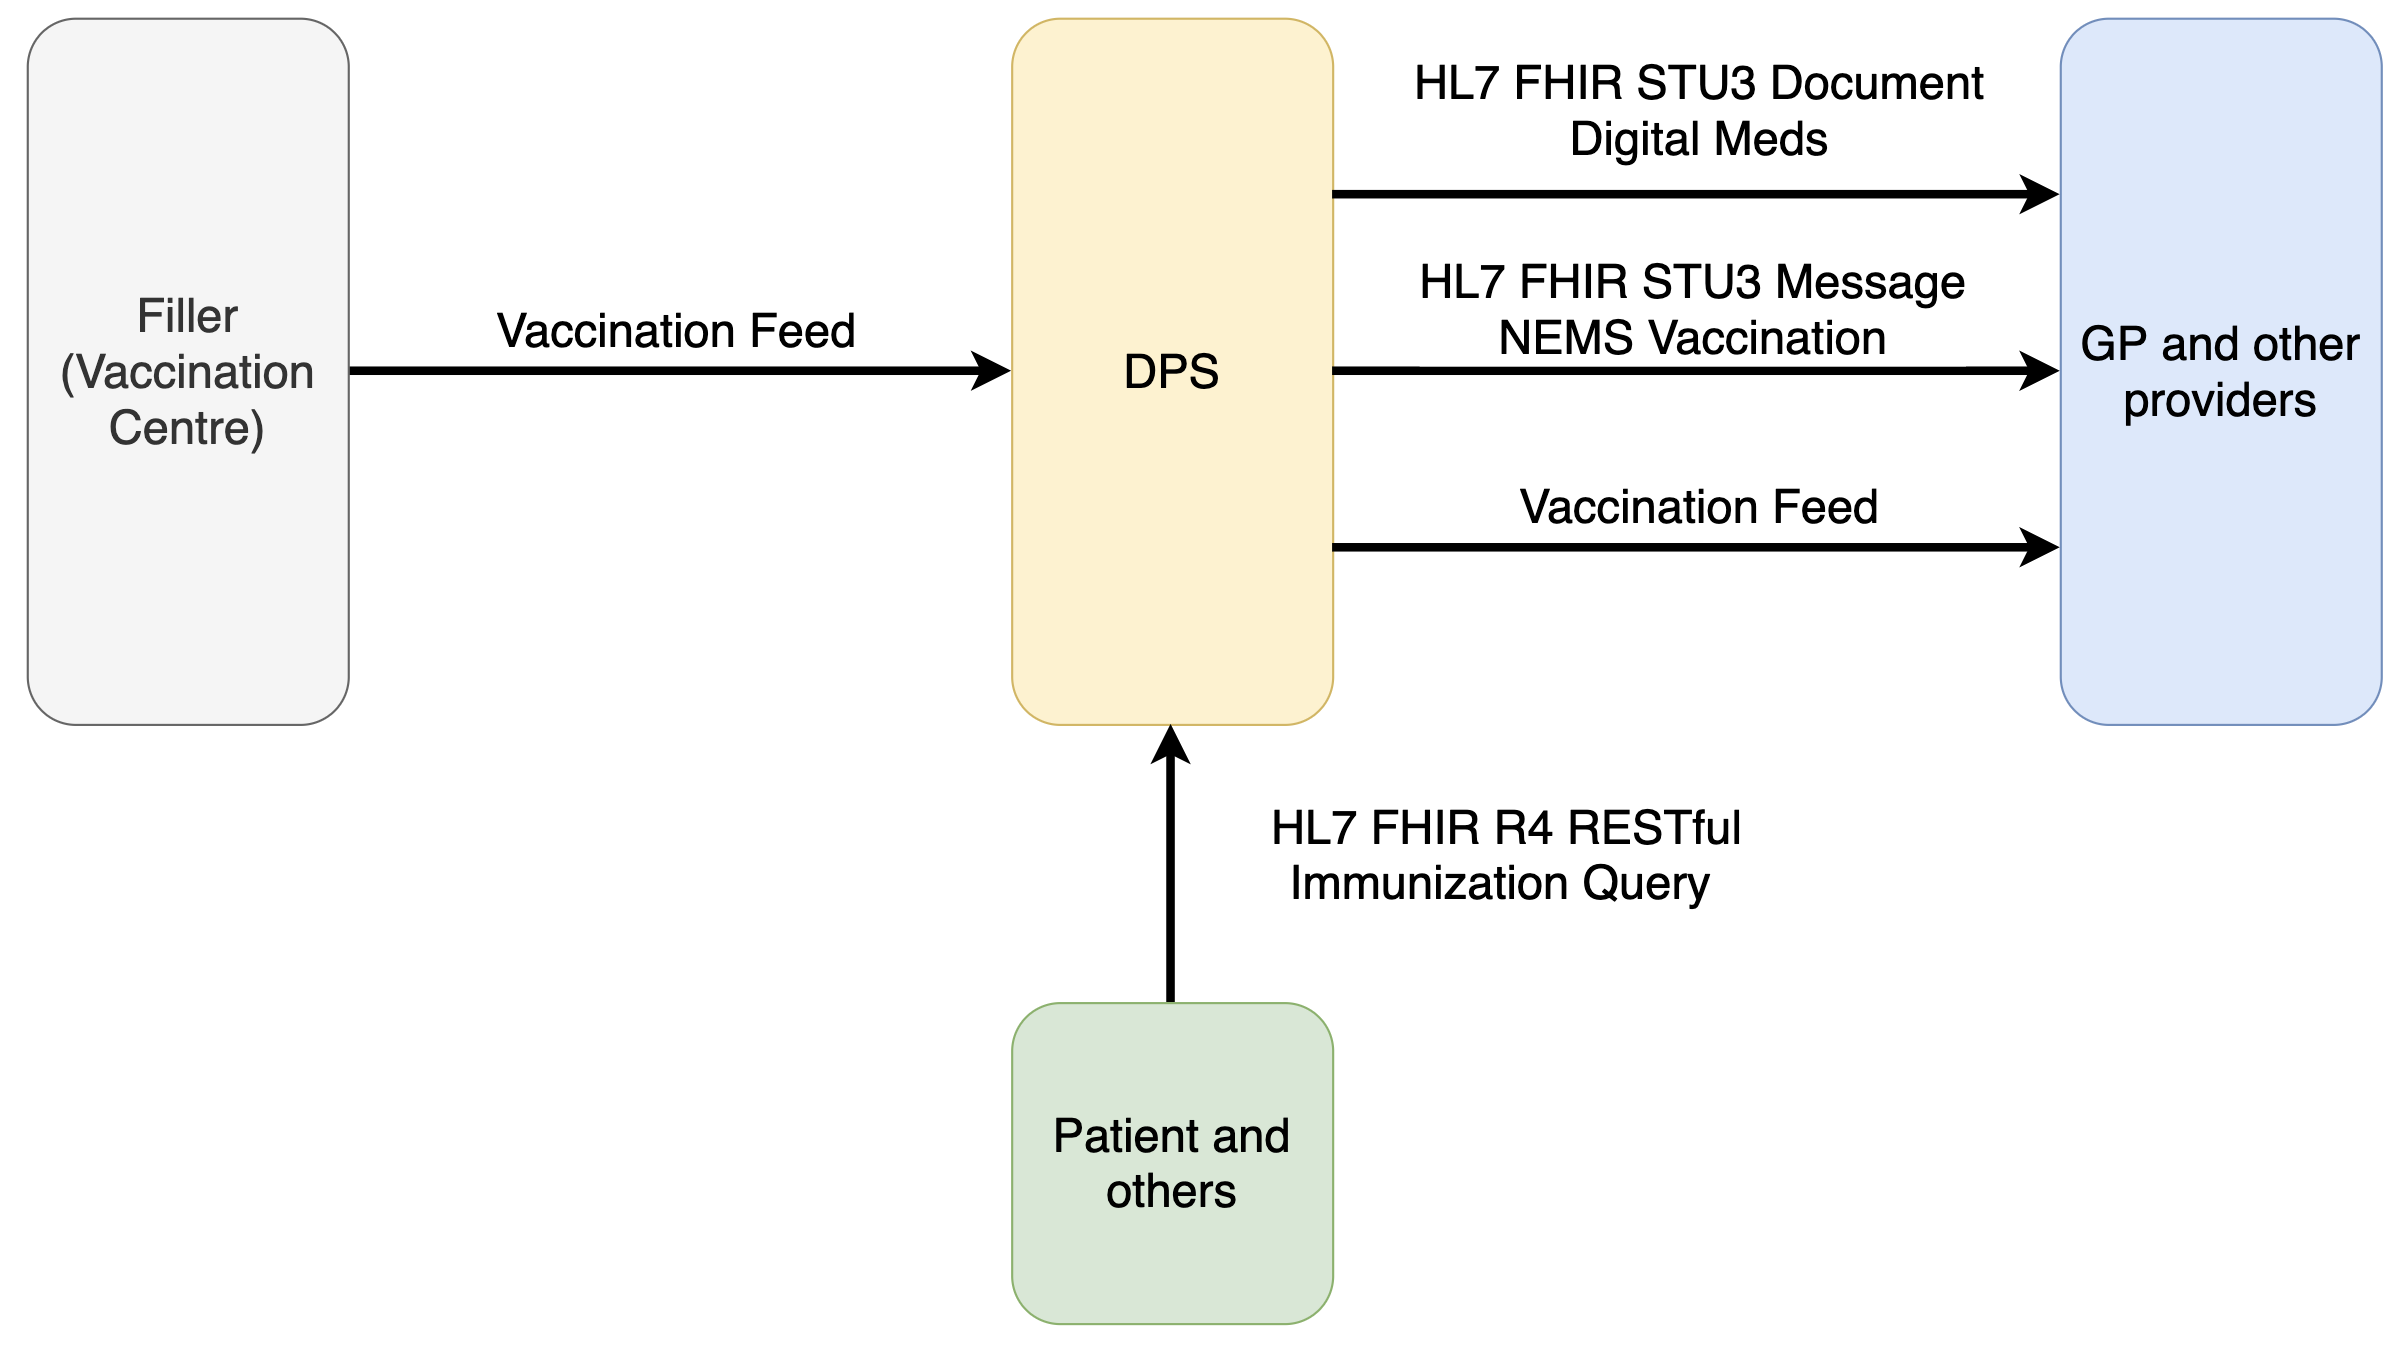 Filler
(Vaccination
Centre)
Vaccination Feed
DPS
HL7 FHIR STU3 Document
Digital Meds
HL7 FHIR STU3 Message
NEMS Vaccination
Vaccination Feed
GP and other
providers
HL7 FHIR R4 RESTful
Immunization Query
Patient and
others